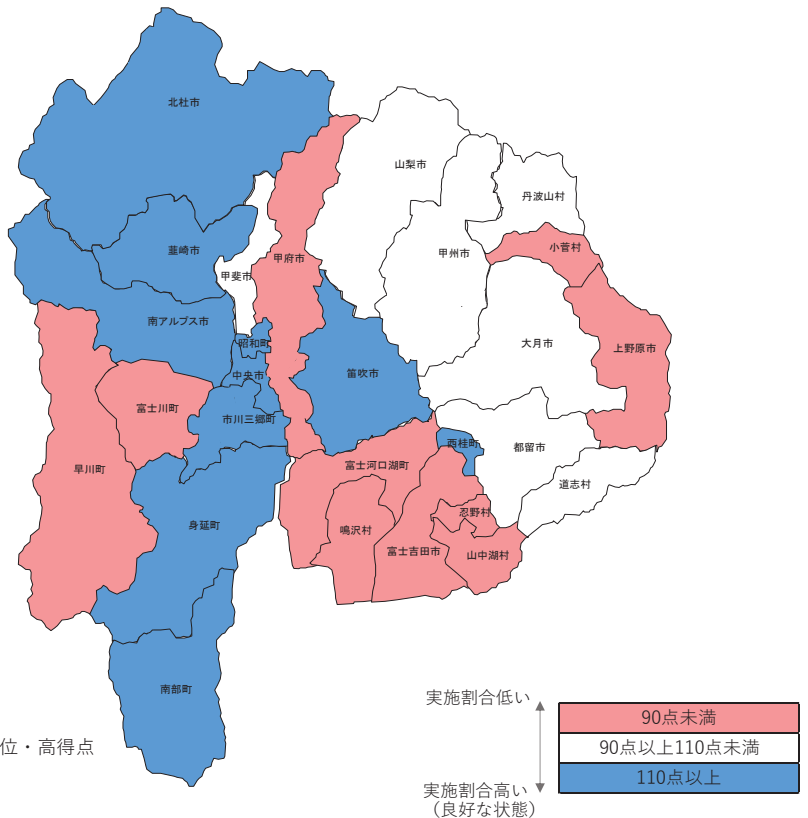 北杜市
山梨市
丹波山村
韮崎市
小菅村
甲州市
甲府市
甲斐市
南アルプス市
昭和町
大月市
上野原市
中央市
笛吹市
富士川町
市川三郷町
西桂町
都留市
早川町
富士河口湖町
道志村
忍野村
身延町
鳴沢村
富士吉田市
山中湖村
南部町
実施割合低い
90点未満
位・高得点
90点以上110点未満
110点以上
実施割合高い
（良好な状態）